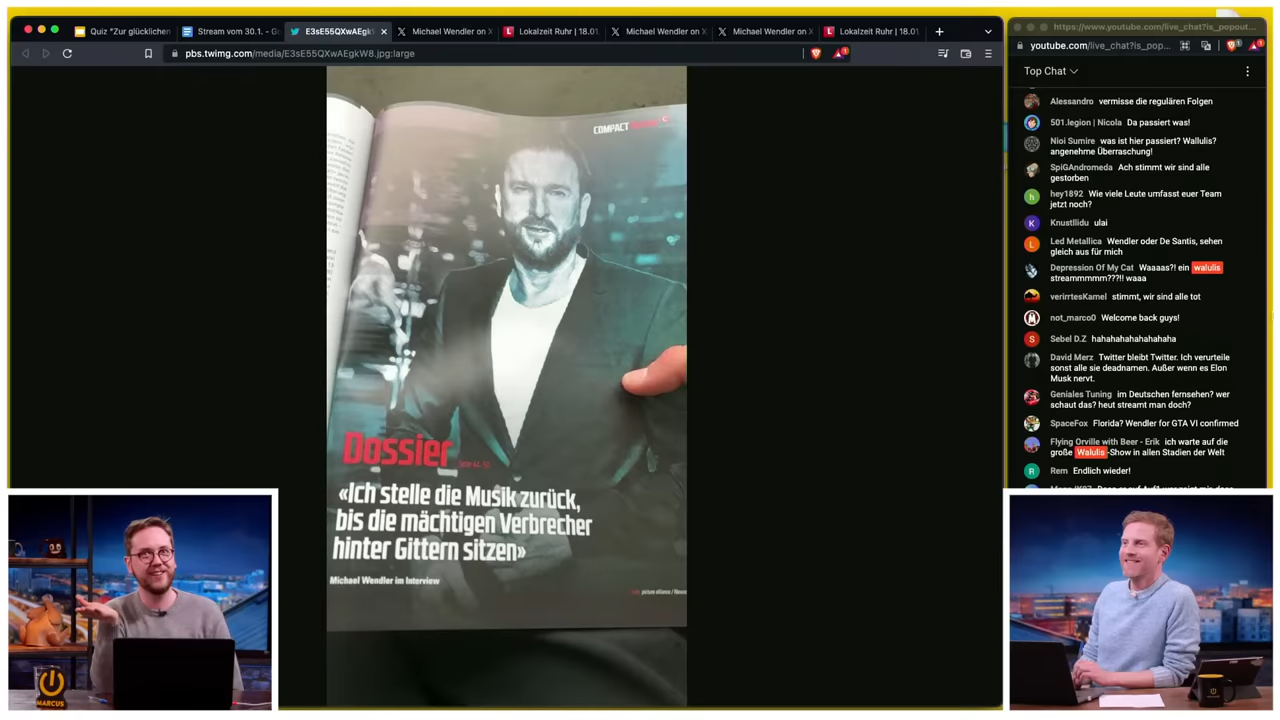 Quiz "Zur glücklichen
Stream vom 30.1. - G
E3sE55QXwAEgkW
Michael Wendler on X
Lokalzeit Ruhr | 18.01.
Michael Wendler on X
Michael Wendler on X
Lokalzeit Ruhr | 18.01.
pbs.twimg.com/media/E3sE55QXwAEgkW8.jpg:large
COMPACT
Dossier
«Ich stelle die Musik zurück,
bis die mächtigen Verbrecher
hinter Gittern sitzen»
Michael Wendler im Interview
MARCUS
https://www.youtube.com/live_chat?is_popout...
youtube.com/live_chat?is_pop...
Top Chat
Alessandro vermisse die regulären Folgen
501.legion | Nicola Da passiert was!
Nioi Sumire was ist hier passiert? Wallulis?
angenehme Überraschung!
SpiGAndromeda Ach stimmt wir sind alle
gestorben
hey1892 Wie viele Leute umfasst euer Team
jetzt noch?
Knustllidu ulai
Led Metallica Wendler oder De Santis, sehen
gleich aus für mich
Depression Of My Cat Waaaas?! ein walulis
streammmmm???!! waaa
verirrtesKamel stimmt, wir sind alle tot
not_marco0 Welcome back guys!
Sebel D.Z hahahahahahahahaha
David Merz Twitter bleibt Twitter. Ich verurteile
sonst alle sie deadnamen. Außer wenn es Elon
Musk nervt.
Geniales Tuning im Deutschen fernsehen? wer
schaut das? heut streamt man doch?
SpaceFox Florida? Wendler for GTA VI confirmed
Flying Orville with Beer - Erik ich warte auf die
große Walulis-Show in allen Stadien der Welt
Rem Endlich wieder!